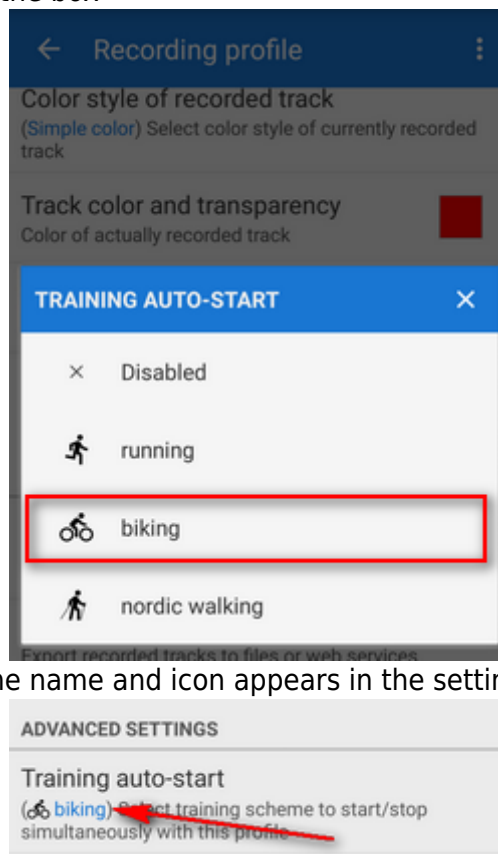 Recording profile
Color style of recorded track
(Simple color) Select color style of currently recorded
track
Track color and transparency
Color of actually recorded track
TRAINING AUTO-START
Disabled
running
biking
nordic walking
Export recorded tracks to files or web services
e name and icon appears in the settin
ADVANCED SETTINGS
Training auto-start
(biking) Select training scheme to start/stop
simultaneously with this profile